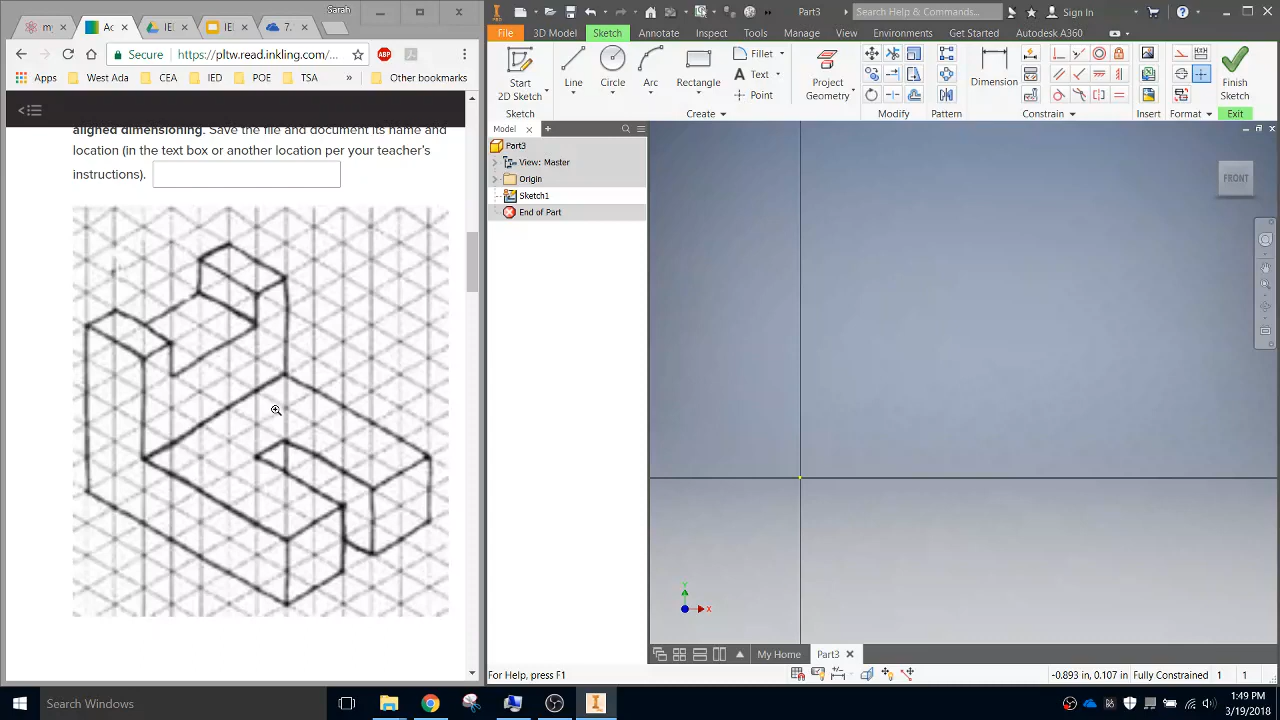 Sarah
my
Ac
IEI
IEI
7.
Secure
https://pltw.read.inkling.com/...
ABP
Apps
West Ada
CEA
IED
POE
TSA
»
Other bookmarks
aligned dimensioning. Save the file and document its name and
location (in the text box or another location per your teacher's
instructions).
Part3
Search Help & Commands...
Sign In
File
3D Model
Sketch
Annotate
Inspect
Tools
Manage
View
Environments
Get Started
Autodesk A360
Start
2D Sketch
Line
Circle
Arc
Rectangle
Fillet
Text
Point
Project
Geometry
Dimension
Finish
Sketch
Sketch
Create
Modify
Pattern
Constrain
Insert
Format
Exit
Model
Part3
View: Master
Origin
Sketch1
End of Part
FRONT
Y
X
My Home
Part3
For Help, press F1
-0.893 in, 0.107 in
Fully Constrained
1
1
Search Windows
1:49 PM
3/19/2018